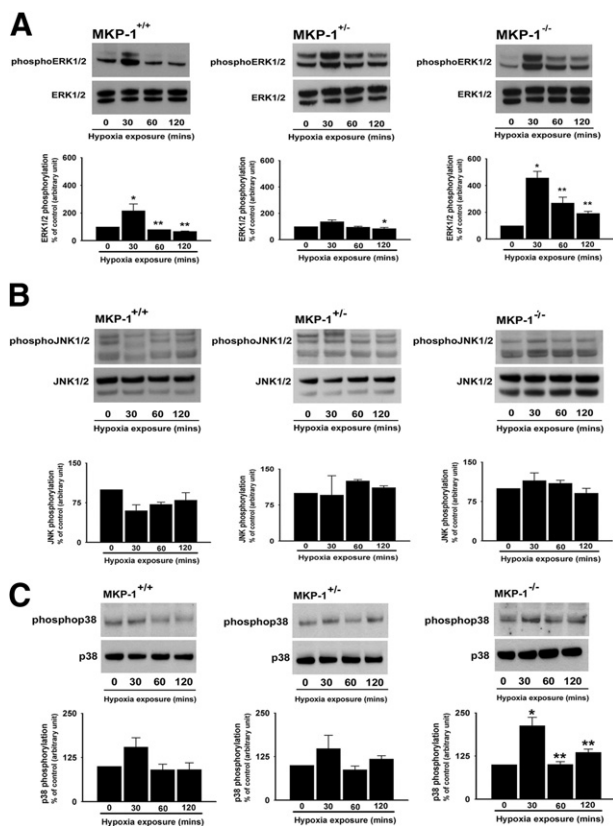 A
MKP-1+/+
phosphoERK1/2
ERK1/2
0 30 60 120
Hypoxia exposure (mins)
ERK1/2 phosphorylation
% of control (arbitrary unit)
600
400
200
0
*
**
**
0 30 60 120
Hypoxia exposure (mins)
MKP-1+/-
phosphoERK1/2
ERK1/2
0 30 60 120
Hypoxia exposure (mins)
ERK1/2 phosphorylation
% of control (arbitrary unit)
600
400
200
0
*
0 30 60 120
Hypoxia exposure (mins)
MKP-1-/-
phosphoERK1/2
ERK1/2
0 30 60 120
Hypoxia exposure (mins)
ERK1/2 phosphorylation
% of control (arbitrary unit)
600
400
200
0
*
**
**
0 30 60 120
Hypoxia exposure (mins)
B
MKP-1+/+
phosphoJNK1/2
JNK1/2
0 30 60 120
Hypoxia exposure (mins)
JNK phosphorylation
% of control (arbitrary unit)
150
75
0
0 30 60 120
Hypoxia exposure (mins)
MKP-1+/-
phosphoJNK1/2
JNK1/2
0 30 60 120
Hypoxia exposure (mins)
JNK phosphorylation
% of control (arbitrary unit)
150
75
0
0 30 60 120
Hypoxia exposure (mins)
MKP-1-/-
phosphoJNK1/2
JNK1/2
0 30 60 120
Hypoxia exposure (mins)
JNK phosphorylation
% of control (arbitrary unit)
150
75
0
0 30 60 120
Hypoxia exposure (mins)
C
MKP-1+/+
phosphop38
p38
0 30 60 120
Hypoxia exposure (mins)
p38 phosphorylation
% of control (arbitrary unit)
250
125
0
0 30 60 120
Hypoxia exposure (mins)
MKP-1+/-
phosphop38
p38
0 30 60 120
Hypoxia exposure (mins)
p38 phosphorylation
% of control (arbitrary unit)
250
125
0
0 30 60 120
Hypoxia exposure (mins)
MKP-1-/-
phosphop38
p38
0 30 60 120
Hypoxia exposure (mins)
p38 phosphorylation
% of control (arbitrary unit)
250
125
0
*
**
**
0 30 60 120
Hypoxia exposure (mins)